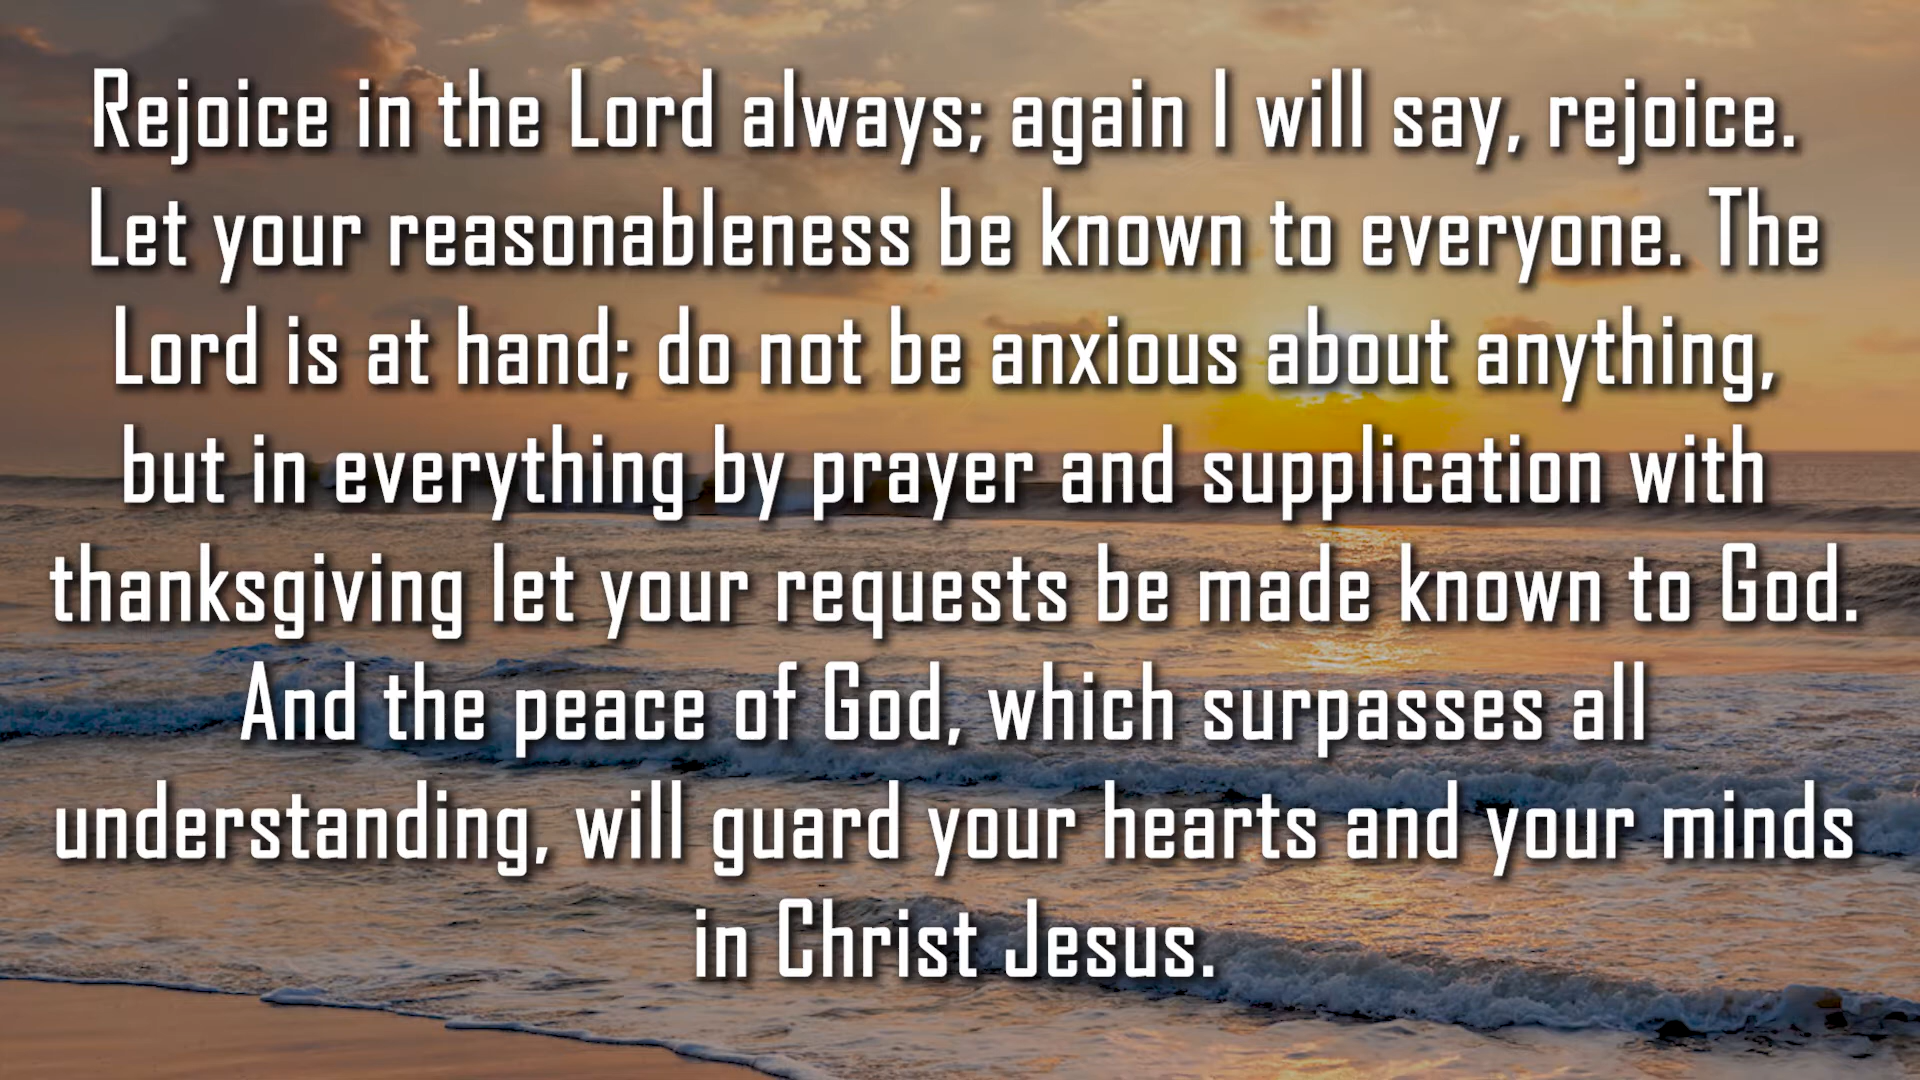 Rejoice in the Lord always; again I will say, rejoice.
Let your reasonableness be known to everyone. The
Lord is at hand; do not be anxious about anything,
but in everything by prayer and supplication with
thanksgiving let your requests be made known to God.
And the peace of God, which surpasses all
understanding, will guard your hearts and your minds
in Christ Jesus.